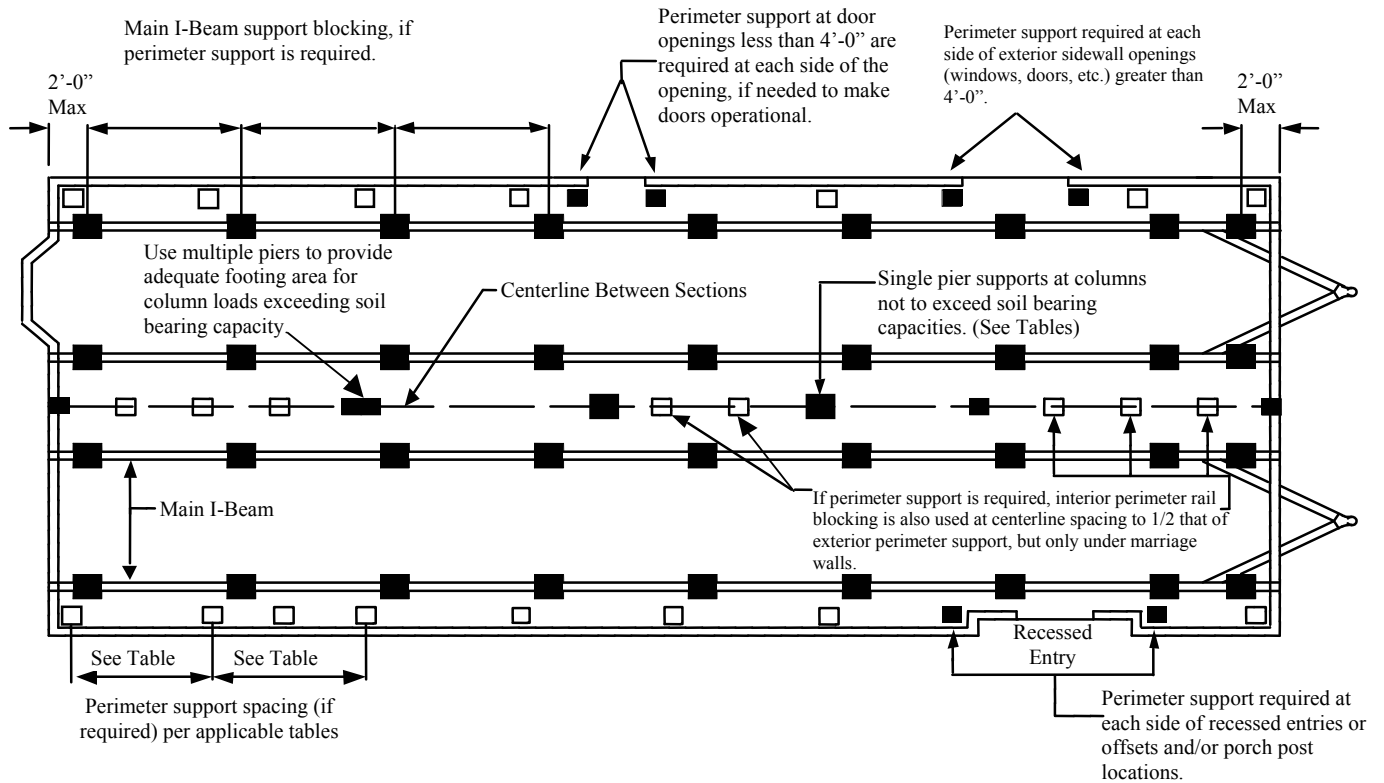 Main I-Beam support blocking, if
perimeter support is required.
Perimeter support at door
openings less than 4’-0” are
required at each side of the
opening, if needed to make
doors operational.
Perimeter support required at each
side of exterior sidewall openings
(windows, doors, etc.) greater than
4’-0”.
2’-0”
Max
2’-0”
Max
Use multiple piers to provide
adequate footing area for
column loads exceeding soil
bearing capacity
Centerline Between Sections
Single pier supports at columns
not to exceed soil bearing
capacities. (See Tables)
Main I-Beam
If perimeter support is required, interior perimeter rail
blocking is also used at centerline spacing to 1/2 that of
exterior perimeter support, but only under marriage
walls.
See Table
See Table
Perimeter support spacing (if
required) per applicable tables
Recessed
Entry
Perimeter support required at
each side of recessed entries or
offsets and/or porch post
locations.